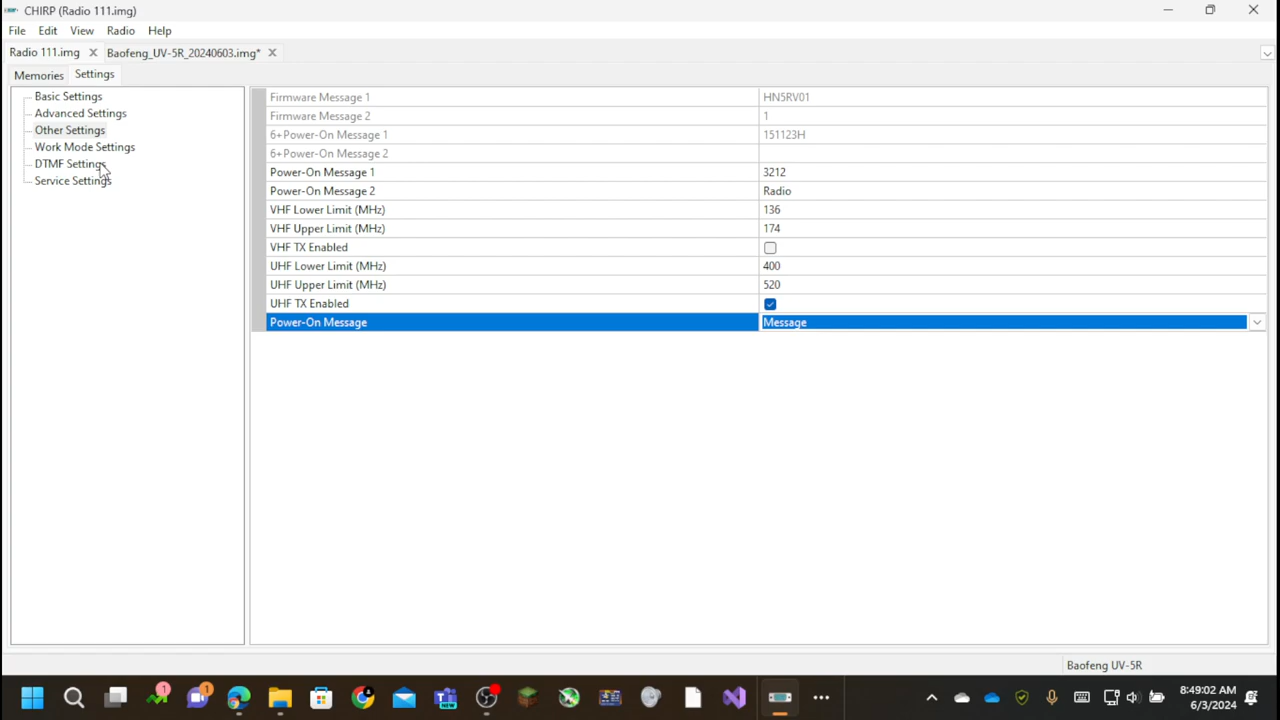 CHIRP (Radio 111.img)
File Edit View Radio Help
Radio 111.img Baofeng_UV-5R_20240603.img*
Memories Settings
Basic Settings
Advanced Settings
Other Settings
Work Mode Settings
DTMF Settings
Service Settings
Firmware Message 1 HN5RV01
Firmware Message 2 1
6+Power-On Message 1 151123H
6+Power-On Message 2
Power-On Message 1 3212
Power-On Message 2 Radio
VHF Lower Limit (MHz) 136
VHF Upper Limit (MHz) 174
VHF TX Enabled
UHF Lower Limit (MHz) 400
UHF Upper Limit (MHz) 520
UHF TX Enabled
Power-On Message Message
Baofeng UV-5R
1
1
NEW
8:49:02 AM
6/3/2024